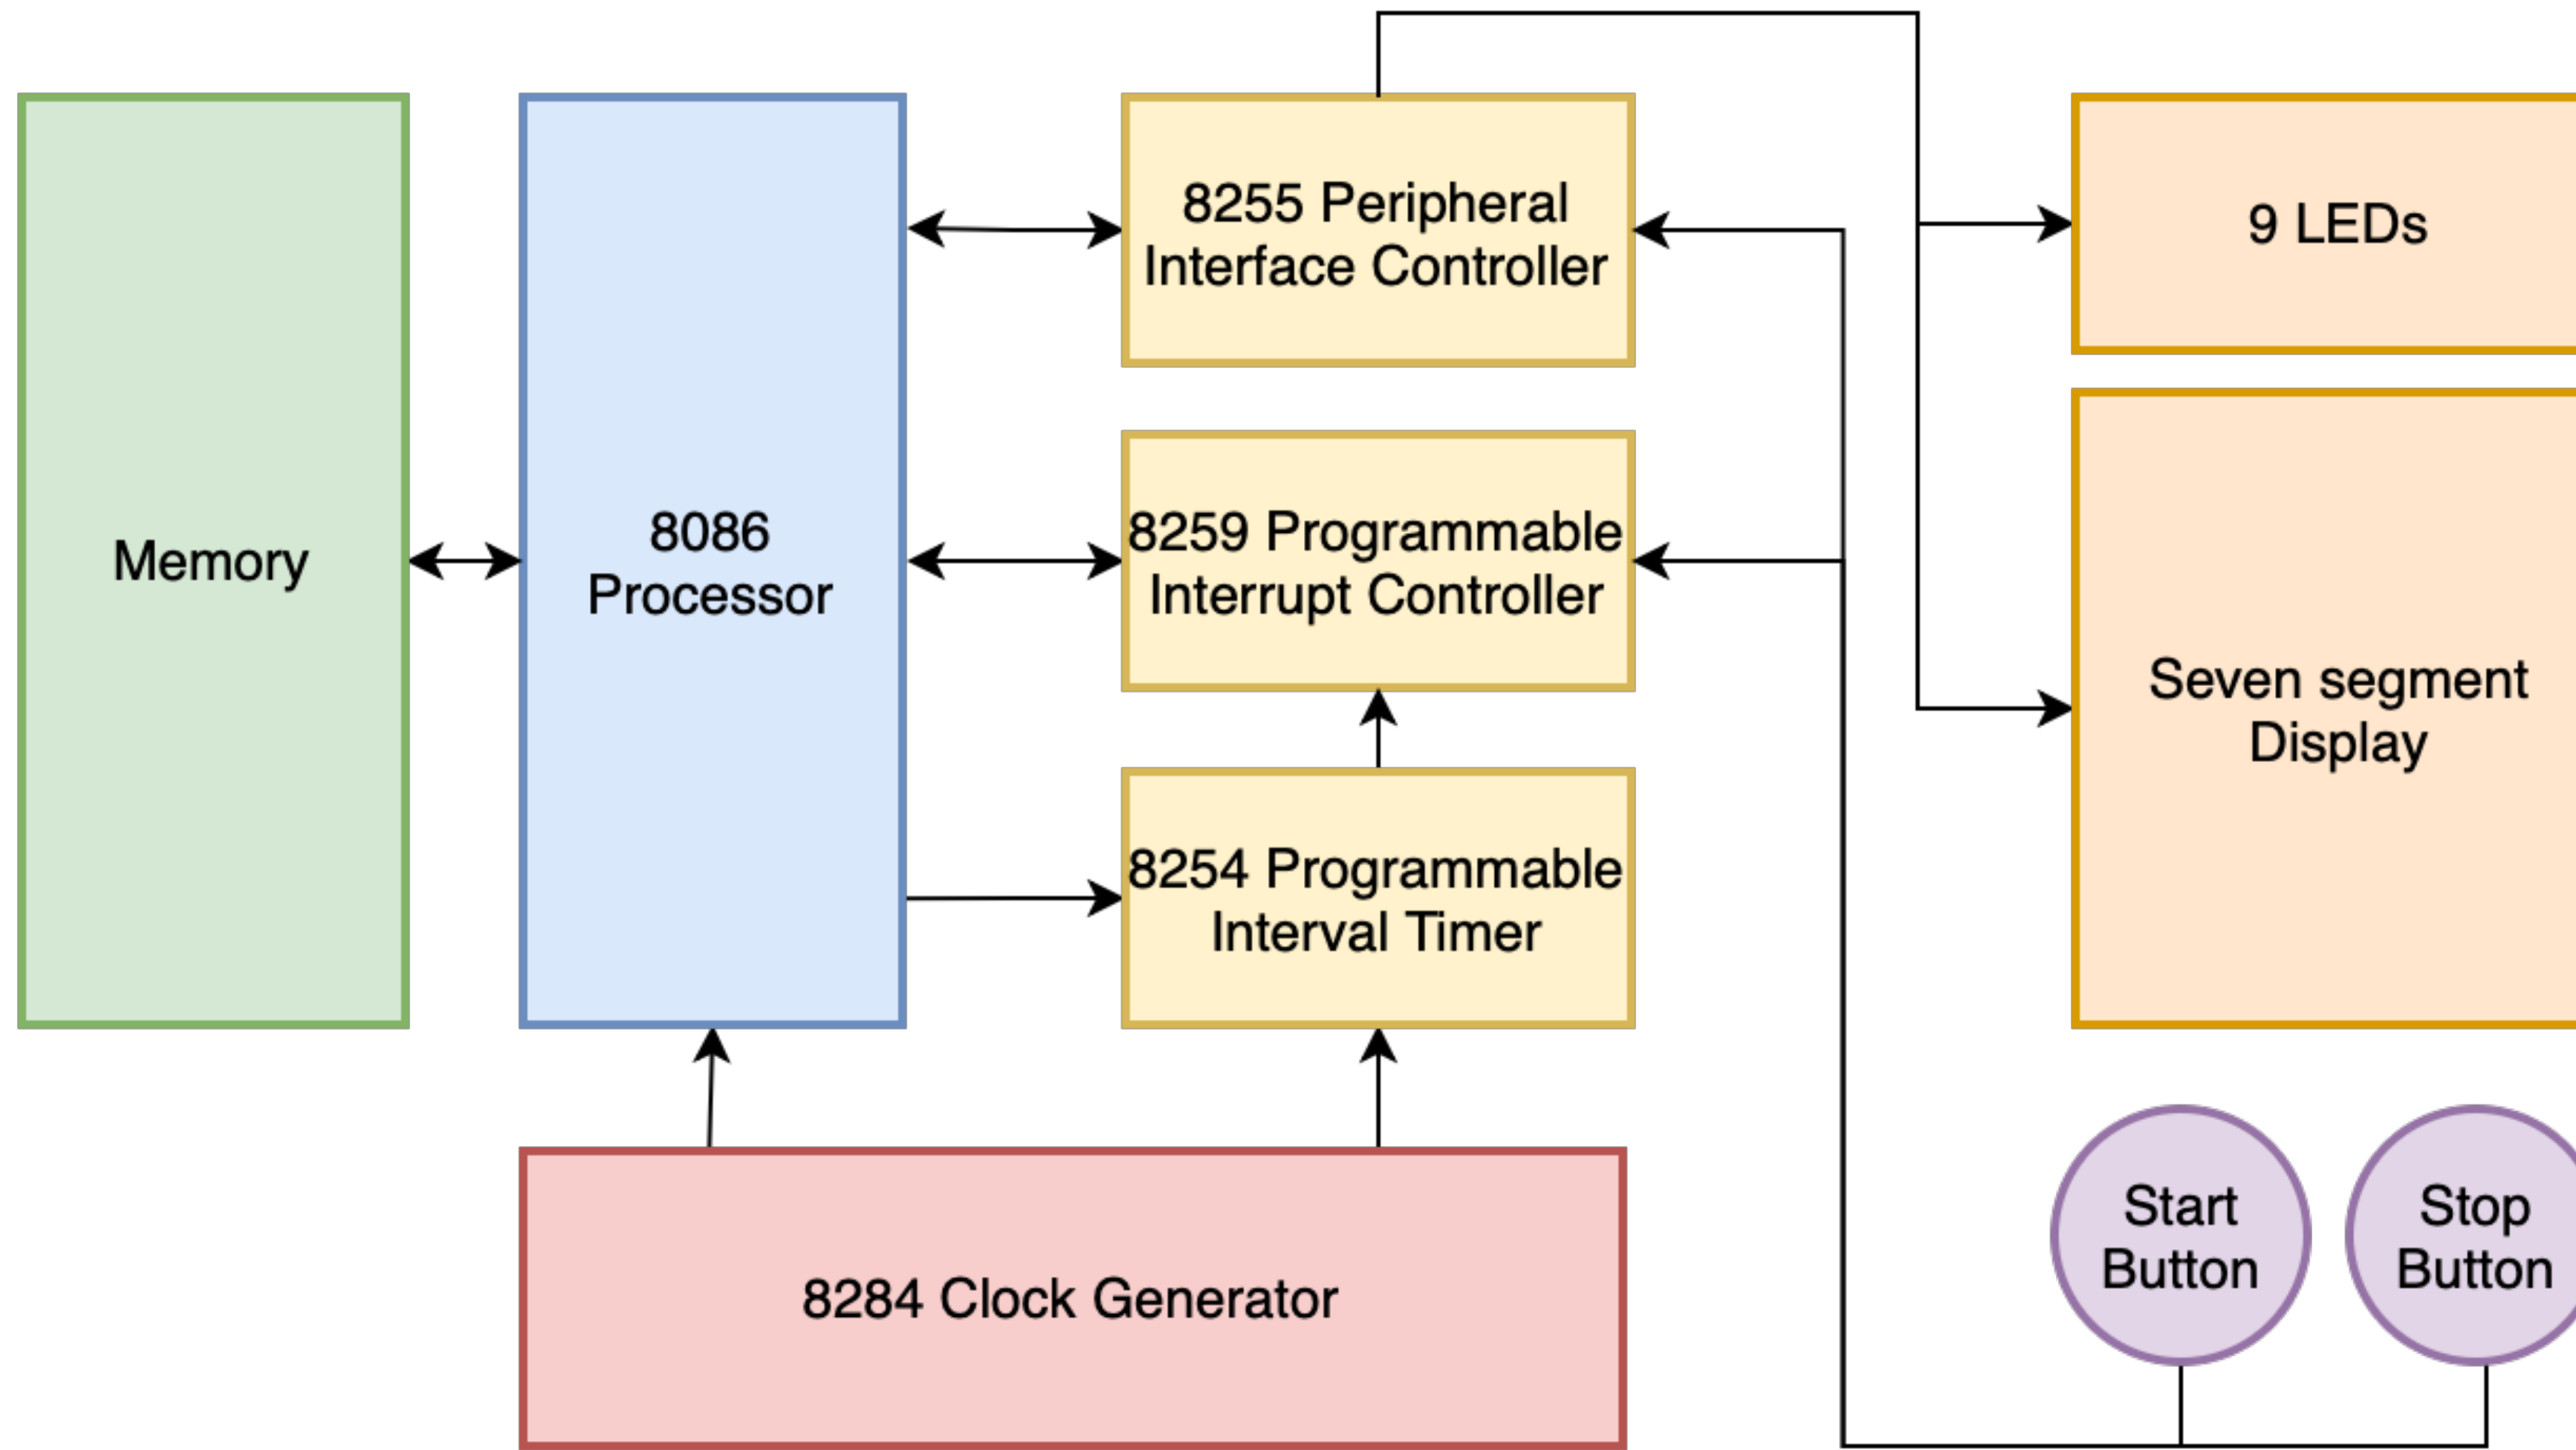 Memory
8086
Processor
8255 Peripheral
Interface Controller
8259 Programmable
Interrupt Controller
8254 Programmable
Interval Timer
8284 Clock Generator
9 LEDs
Seven segment
Display
Start
Button
Stop
Button